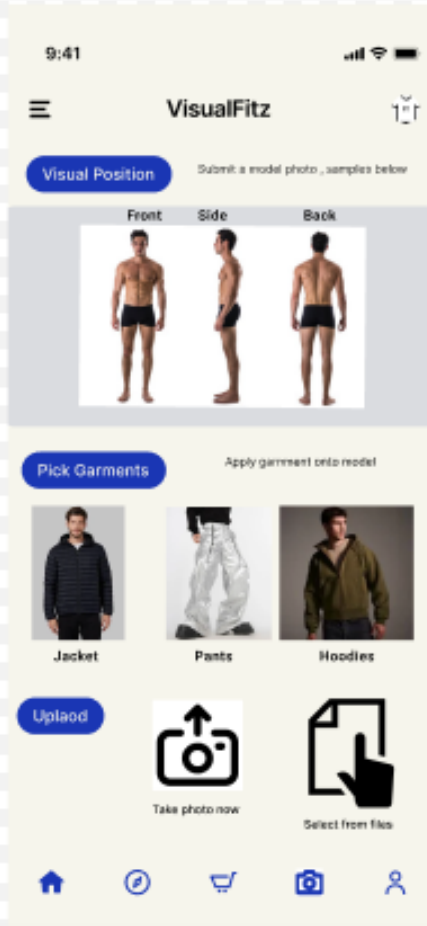 9:41
VisualFitz
Visual Position
Submit a model photo , samples below
Front Side Back
Pick Garments
Apply garmment onto model
Jacket Pants Hoodies
Uplaod
Take photo now
Select from files